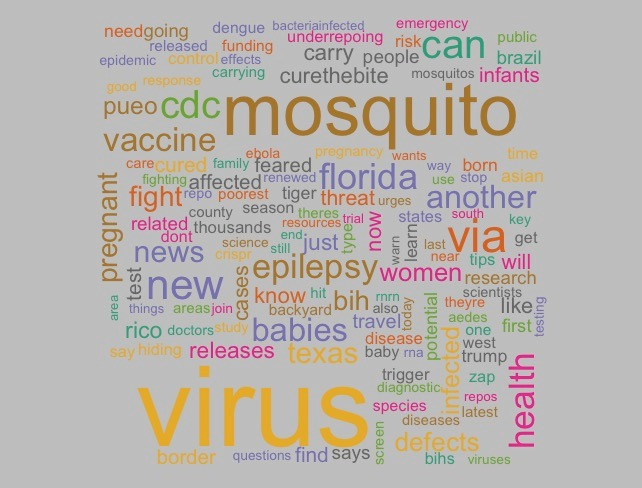 emergency
dengue bacteriainfected
needgoing underrepoing risk can public
released funding carry people brazil
epidemic control effects
carrying curethebite mosquitos infants
good response
pueo cdc mosquito
vaccine
ebola pregnancy wants time
care cured family feared way born
fighting affected renewed florida use stop asian
fight repo poorest tiger threat urges another
pregnant county season theres states south key
related thousands resources trial now via get
dont science end type just warn learn last
news crispr still near tips will
test new cases epilepsy women research
know hit bih rnrn scientists
area things areas join backyard also today potential theyre like testing
rico doctors study babies travel aedes one first
disease west
say hiding releases texas baby rna infected trump
virus trigger zap health
diagnostic
species repos
diseases latest
screen defects
border questions find says bihs viruses